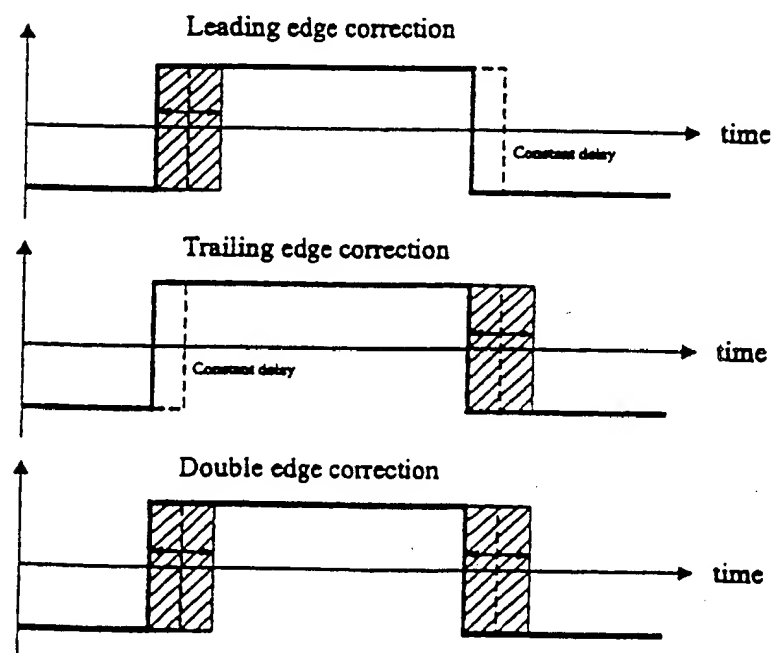 Leading edge correction
time
Constant delay
Trailing edge correction
time
Constant delay
Double edge correction
time